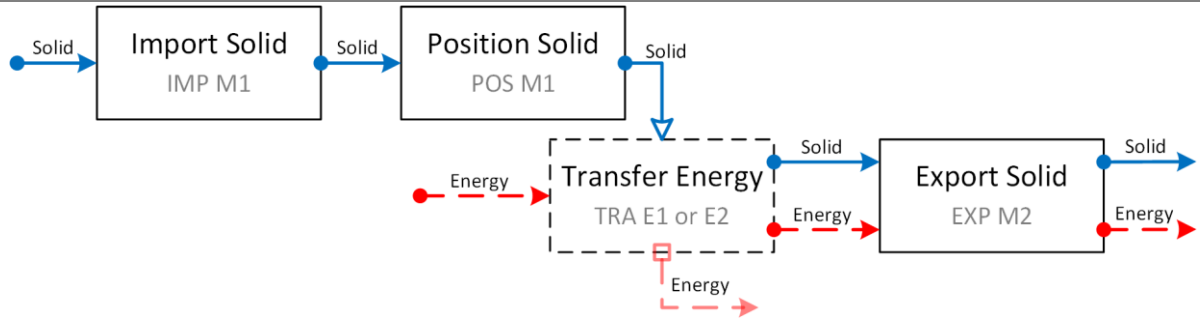 Solid
Import Solid
IMP M1
Solid
Position Solid
POS M1
Solid
Energy
Transfer Energy
TRA E1 or E2
Solid
Energy
Energy
Export Solid
EXP M2
Solid
Energy